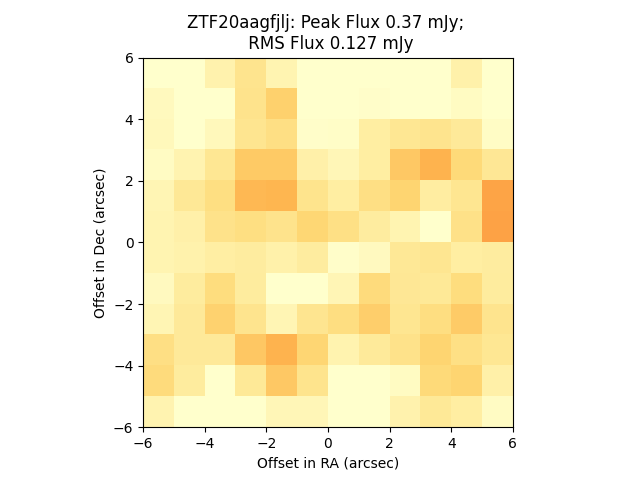 ZTF20aagfjlj: Peak Flux 0.37 mJy;
RMS Flux 0.127 mJy
6
4
2
0
−2
−4
−6
Offset in Dec (arcsec)
−6 −4 −2 0 2 4 6
Offset in RA (arcsec)